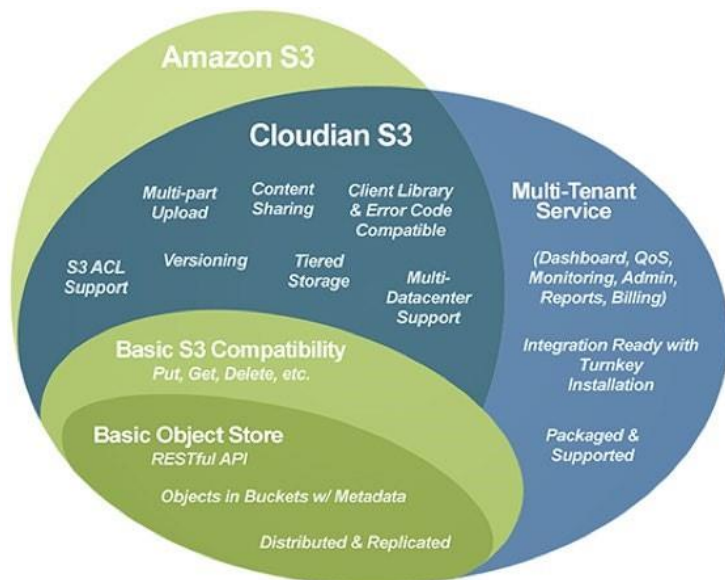 Amazon S3
Cloudian S3
Multi-part
Upload
Content
Sharing
Client Library
& Error Code
Compatible
S3 ACL
Support
Versioning
Tiered
Storage
Multi-
Datacenter
Support
Multi-Tenant
Service
(Dashboard, QoS,
Monitoring, Admin,
Reports, Billing)
Integration Ready with
Turnkey
Installation
Packaged &
Supported
Basic S3 Compatibility
Put, Get, Delete, etc.
Basic Object Store
RESTful API
Objects in Buckets w/ Metadata
Distributed & Replicated